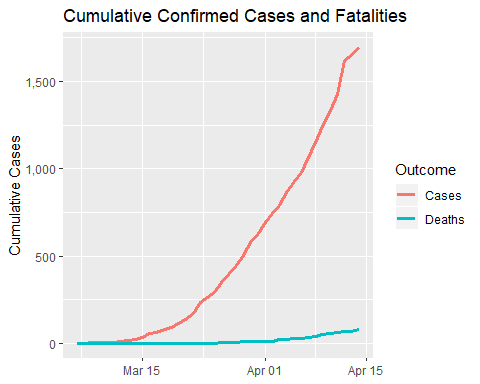 Cumulative Confirmed Cases and Fatalities
Cumulative Cases
1,500
1,000
500
0
Mar 15
Apr 01
Apr 15
Outcome
Cases
Deaths